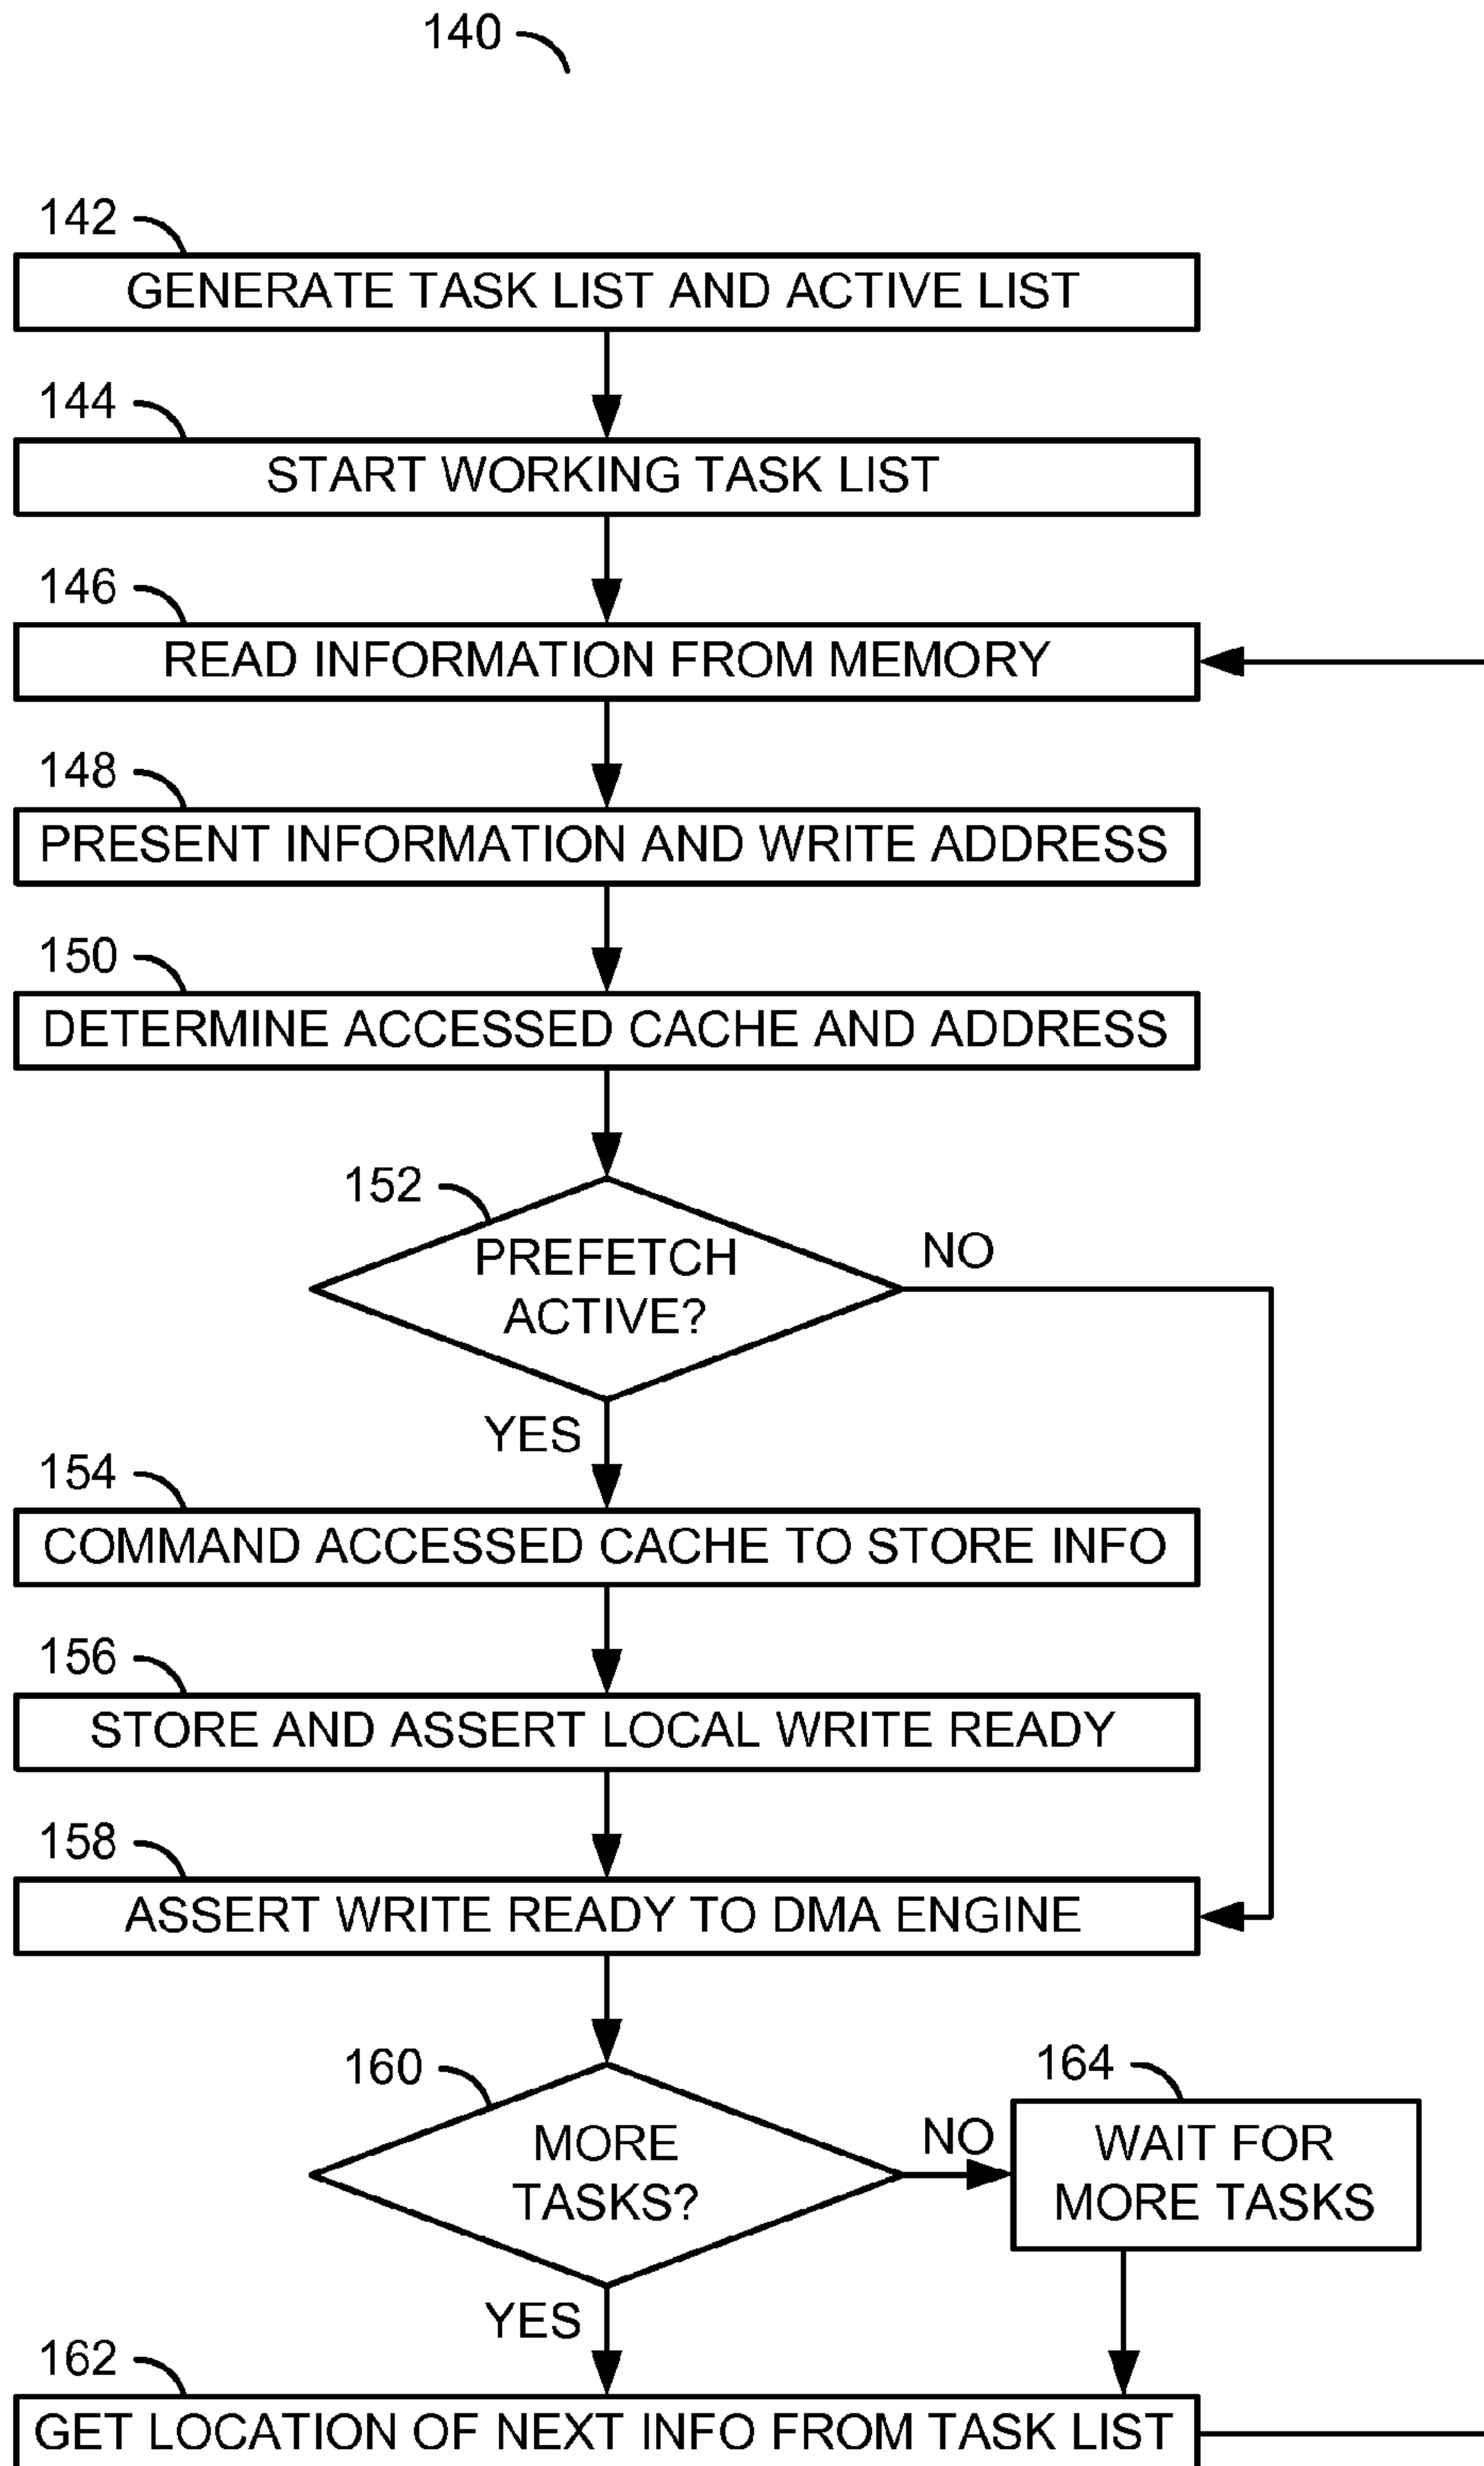 140
142
GENERATE TASK LIST AND ACTIVE LIST
144
START WORKING TASK LIST
146
READ INFORMATION FROM MEMORY
148
PRESENT INFORMATION AND WRITE ADDRESS
150
DETERMINE ACCESSED CACHE AND ADDRESS
152
PREFETCH
ACTIVE?
NO
YES
154
COMMAND ACCESSED CACHE TO STORE INFO
156
STORE AND ASSERT LOCAL WRITE READY
158
ASSERT WRITE READY TO DMA ENGINE
160
MORE
TASKS?
NO
164
WAIT FOR
MORE TASKS
YES
162
GET LOCATION OF NEXT INFO FROM TASK LIST